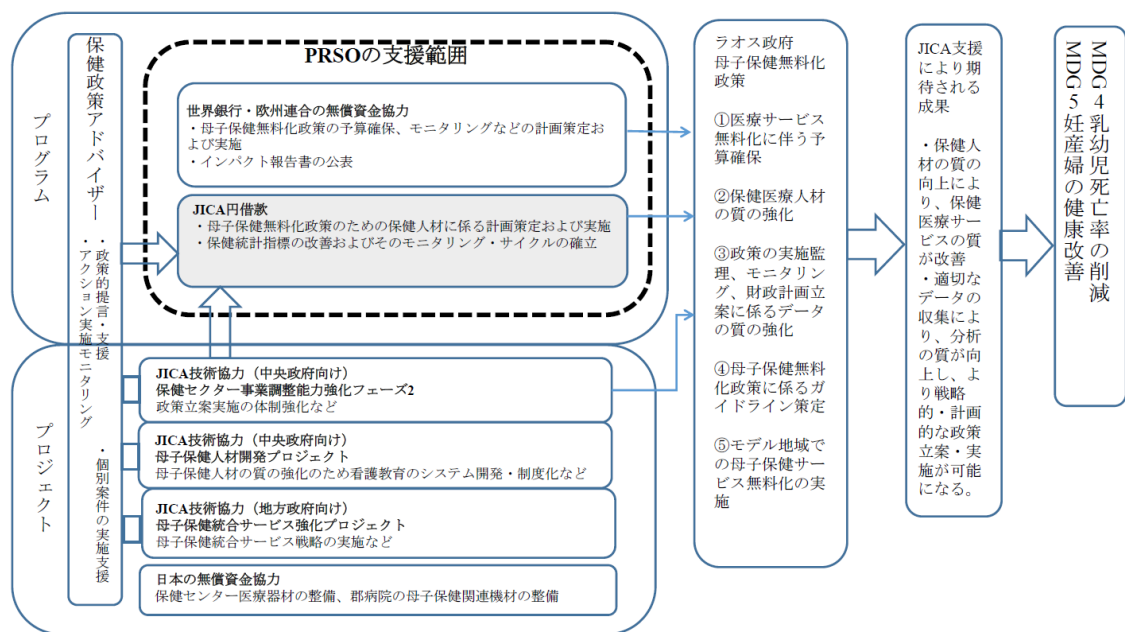 プログラム
プロジェクト
保健政策アドバイザー
・政策的提言・支援
・アクション実施モニタリング
・個別案件の実施支援
PRSOの支援範囲
世界銀行・欧州連合の無償資金協力
・母子保健無料化政策の予算確保、モニタリングなどの計画策定お
よび実施
・インパクト報告書の公表
JICA円借款
・母子保健無料化政策のための保健人材に係る計画策定および実施
・保健統計指標の改善およびそのモニタリング・サイクルの確立
JICA技術協力（中央政府向け）
保健セクター事業調整能力強化フェーズ2
政策立案実施の体制強化など
JICA技術協力（中央政府向け）
母子保健人材開発プロジェクト
母子保健人材の質の強化のため看護教育のシステム開発・制度化など
JICA技術協力（地方政府向け）
母子保健統合サービス強化プロジェクト
母子保健統合サービス戦略の実施など
日本の無償資金協力
保健センター医療器材の整備、郡病院の母子保健関連機材の整備
ラオス政府
母子保健無料化
政策
①医療サービス
無料化に伴う予
算確保
②保健医療人材
の質の強化
③政策の実施監
理、モニタリン
グ、財政計画立
案に係るデータ
の質の強化
④母子保健無料
化政策に係るガ
イドライン策定
⑤モデル地域で
の母子保健サー
ビス無料化の実
施
JICA支援
により期
待される
成果
・保健人
材の質の
向上によ
り、保健
医療サー
ビスの質
が改善
・適切な
データの
収集によ
り、分析
の質が向
上し、よ
り戦略
的・計画
的な政策
立案・実
施が可能
になる。
MDG４乳幼児死亡率の削減
MDG５妊産婦の健康改善